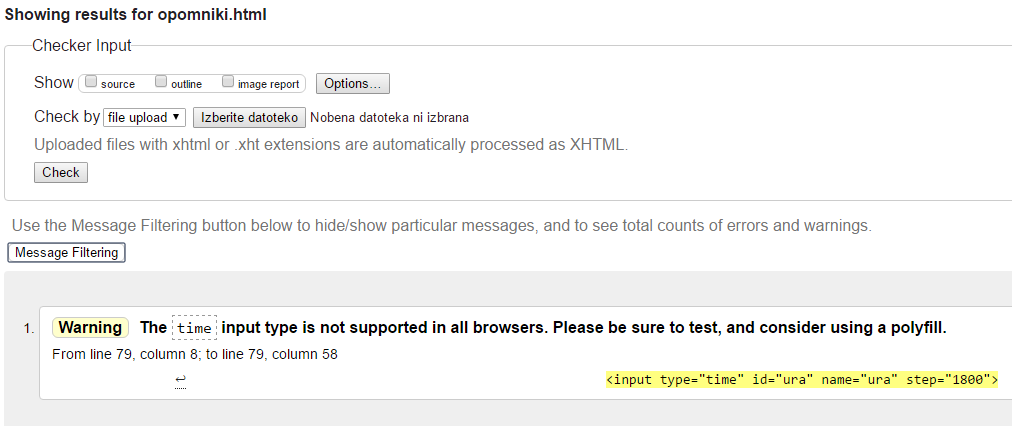 Showing results for opomniki.html
Checker Input
Show source outline image report Options...
Check by file upload ▼ Izberite datoteko Nobena datoteka ni izbrana
Uploaded files with xhtml or .xht extensions are automatically processed as XHTML.
Check
Use the Message Filtering button below to hide/show particular messages, and to see total counts of errors and warnings.
Message Filtering
1. Warning The time input type is not supported in all browsers. Please be sure to test, and consider using a polyfill.
From line 79, column 8; to line 79, column 58
↩ <input type="time" id="ura" name="ura" step="1800">